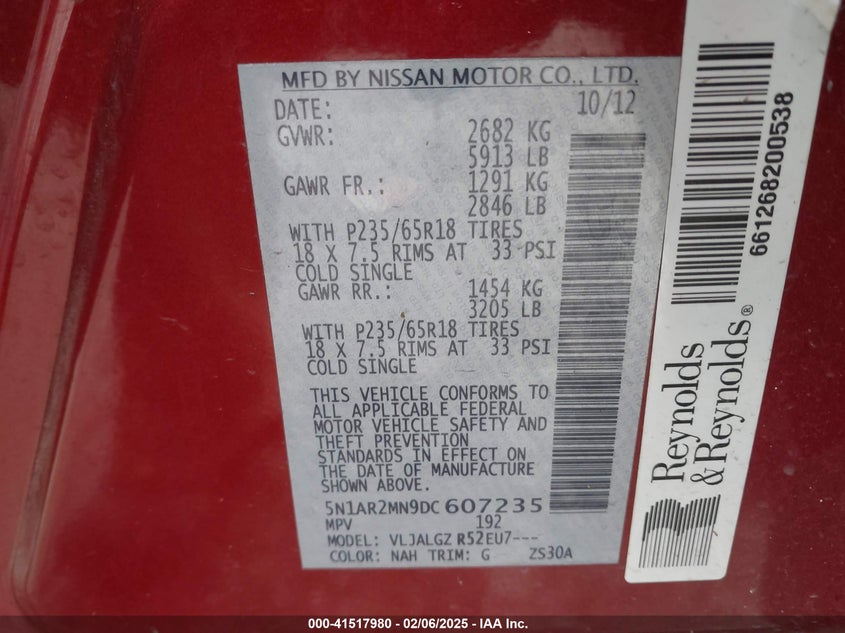 MFD BY NISSAN MOTOR CO., LTD.
DATE: 10/12
GVWR: 2682 KG
5913 LB
GAWR FR.: 1291 KG
2846 LB
WITH P235/65R18 TIRES
18 X 7.5 RIMS AT 33 PSI
COLD SINGLE
GAWR RR.: 1454 KG
3205 LB
WITH P235/65R18 TIRES
18 X 7.5 RIMS AT 33 PSI
COLD SINGLE
THIS VEHICLE CONFORMS TO
ALL APPLICABLE FEDERAL
MOTOR VEHICLE SAFETY AND
THEFT PREVENTION
STANDARDS IN EFFECT ON
THE DATE OF MANUFACTURE
SHOWN ABOVE.
5N1AR2MN9DC607235
MPV 192
MODEL: VLJALGZ R52EU7---
COLOR: NAH TRIM: G ZS30A
661268200538
Reynolds
& Reynolds®
000-41517980 - 02/06/2025 - IAA Inc.